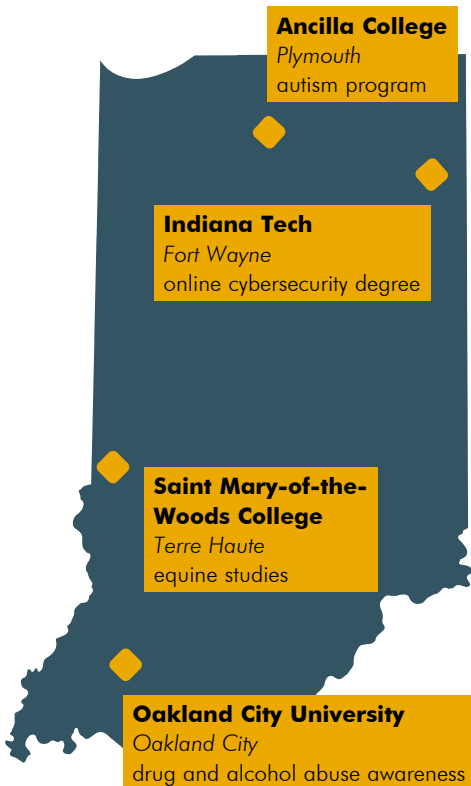 Ancilla College
Plymouth
autism program
Indiana Tech
Fort Wayne
online cybersecurity degree
Saint Mary-of-the-
Woods College
Terre Haute
equine studies
Oakland City University
Oakland City
drug and alcohol abuse awareness